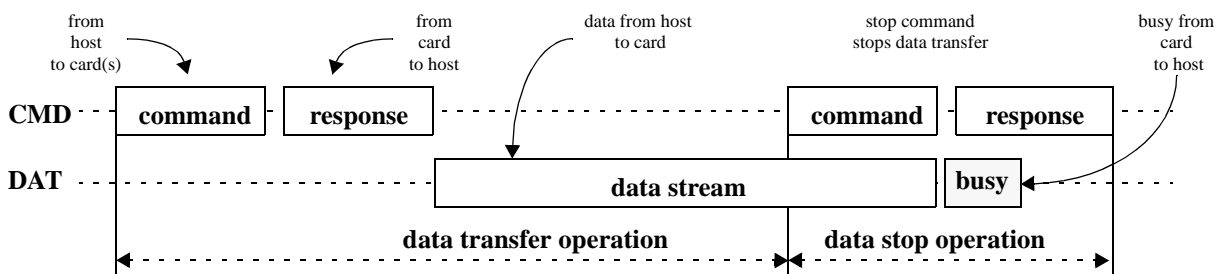 from
host
to card(s)
from
card
to host
data from host
to card
stop command
stops data transfer
busy from
card
to host
CMD
command
response
command
response
DAT
data stream
busy
data transfer operation
data stop operation